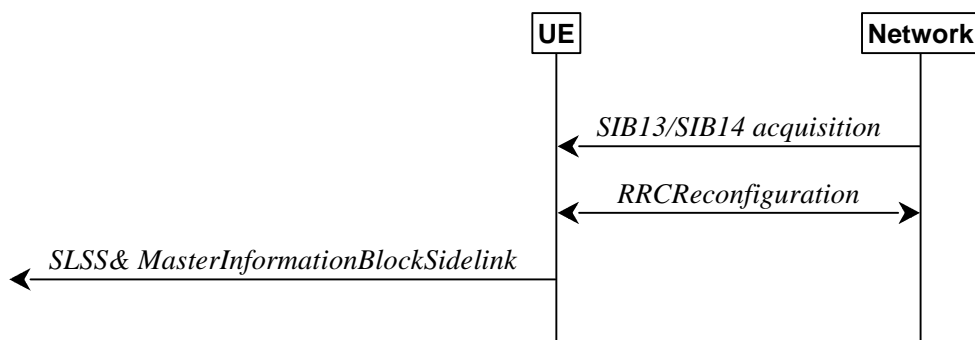 UE
Network
SIB13/SIB14 acquisition
RRCReconfiguration
SLSS& MasterInformationBlockSidelink